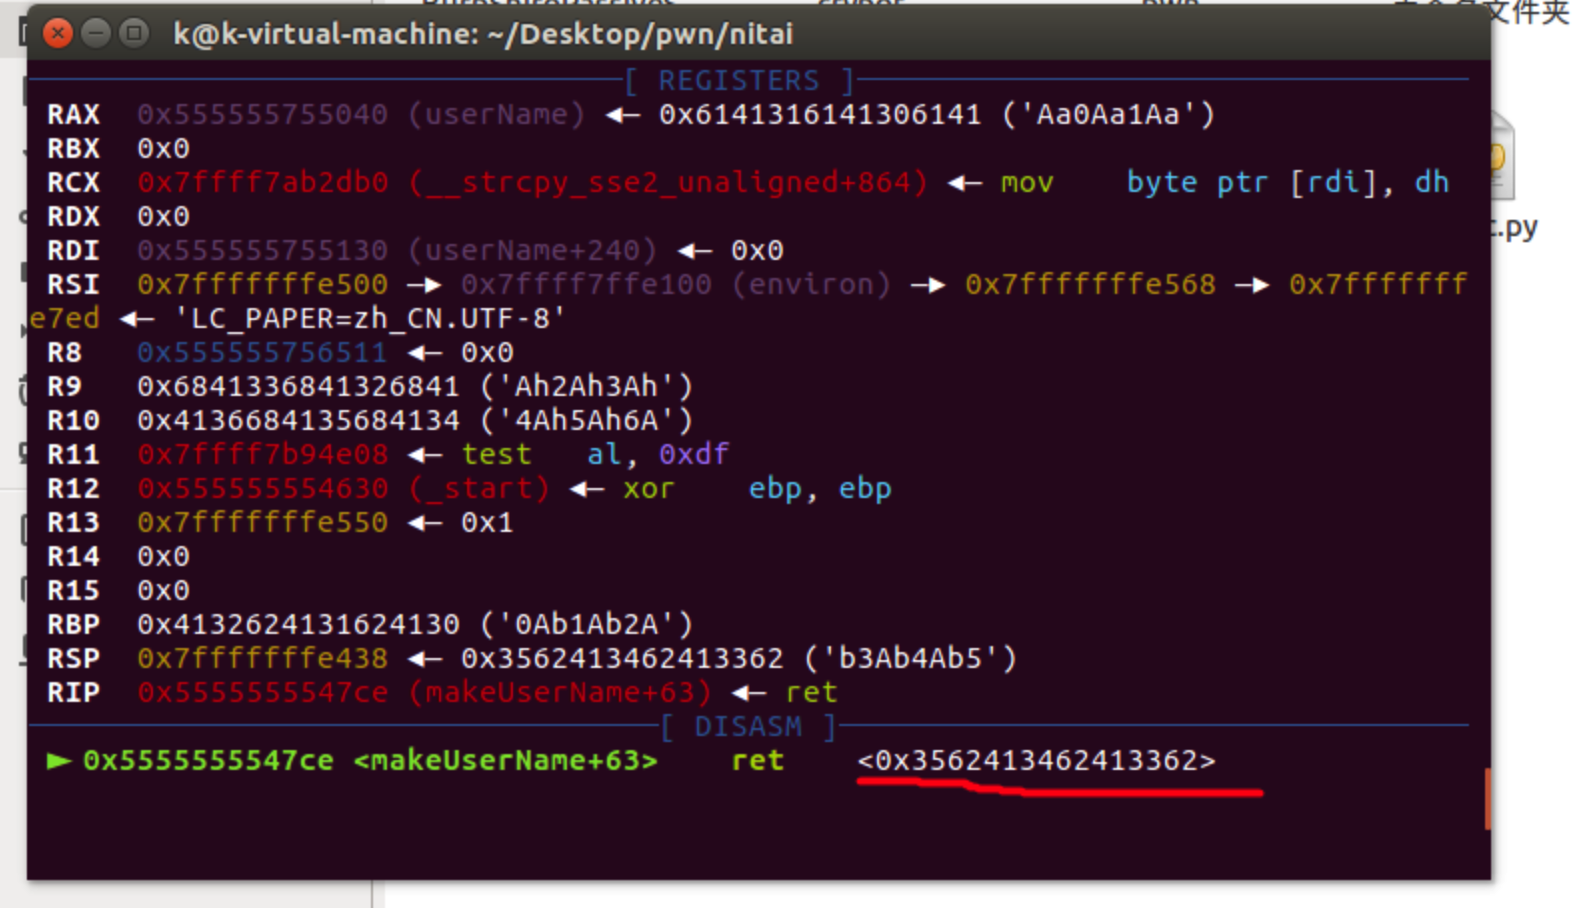 k@k-virtual-machine: ~/Desktop/pwn/nitai
文件夹
[ REGISTERS ]
RAX 0x555555755040 (userName) ◂— 0x6141316141306141 ('Aa0Aa1Aa')
RBX 0x0
RCX 0x7ffff7ab2db0 (__strcpy_sse2_unaligned+864) ◂— mov byte ptr [rdi], dh
RDX 0x0
RDI 0x555555755130 (userName+240) ◂— 0x0
RSI 0x7fffffffe500 —▸ 0x7ffff7ffe100 (environ) —▸ 0x7fffffffe568 —▸ 0x7fffffff
e7ed ◂— 'LC_PAPER=zh_CN.UTF-8'
R8 0x555555756511 ◂— 0x0
R9 0x6841336841326841 ('Ah2Ah3Ah')
R10 0x4136684135684134 ('4Ah5Ah6A')
R11 0x7ffff7b94e08 ◂— test al, 0xdf
R12 0x555555554630 (_start) ◂— xor ebp, ebp
R13 0x7fffffffe550 ◂— 0x1
R14 0x0
R15 0x0
RBP 0x4132624131624130 ('0Ab1Ab2A')
RSP 0x7fffffffe438 ◂— 0x3562413462413362 ('b3Ab4Ab5')
RIP 0x5555555547ce (makeUserName+63) ◂— ret
[ DISASM ]
► 0x5555555547ce <makeUserName+63> ret <0x3562413462413362>
.py